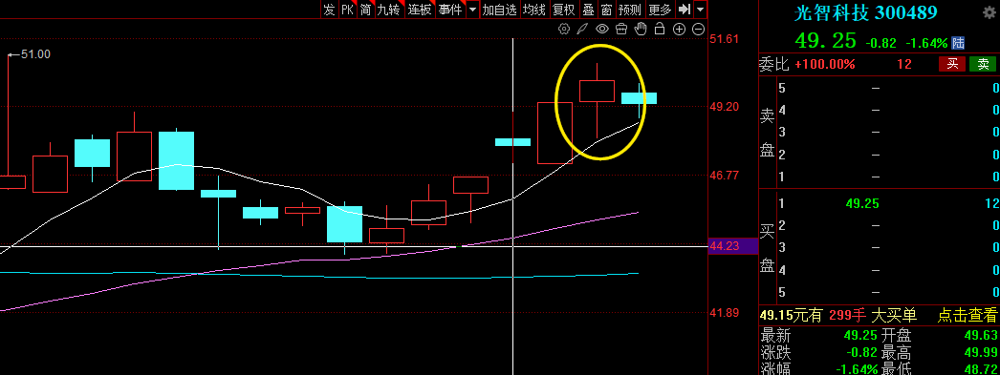 发 PK 简 九转 连板 事件 加自选 均线 复权 叠 窗 预测 更多
51.00
51.61
49.20
46.77
44.23
41.89
光智科技 300489
49.25 -0.82 -1.64% 陆
委比 +100.00% 12 买 卖
卖盘
5 — 0
4 — 0
3 — 0
2 — 0
1 — 0
买盘
1 49.25 12
2 — 0
3 — 0
4 — 0
5 — 0
49.15元有 299手 大买单 点击查看
最新 49.25 开盘 49.63
涨跌 -0.82 最高 49.99
涨幅 -1.64% 最低 48.72